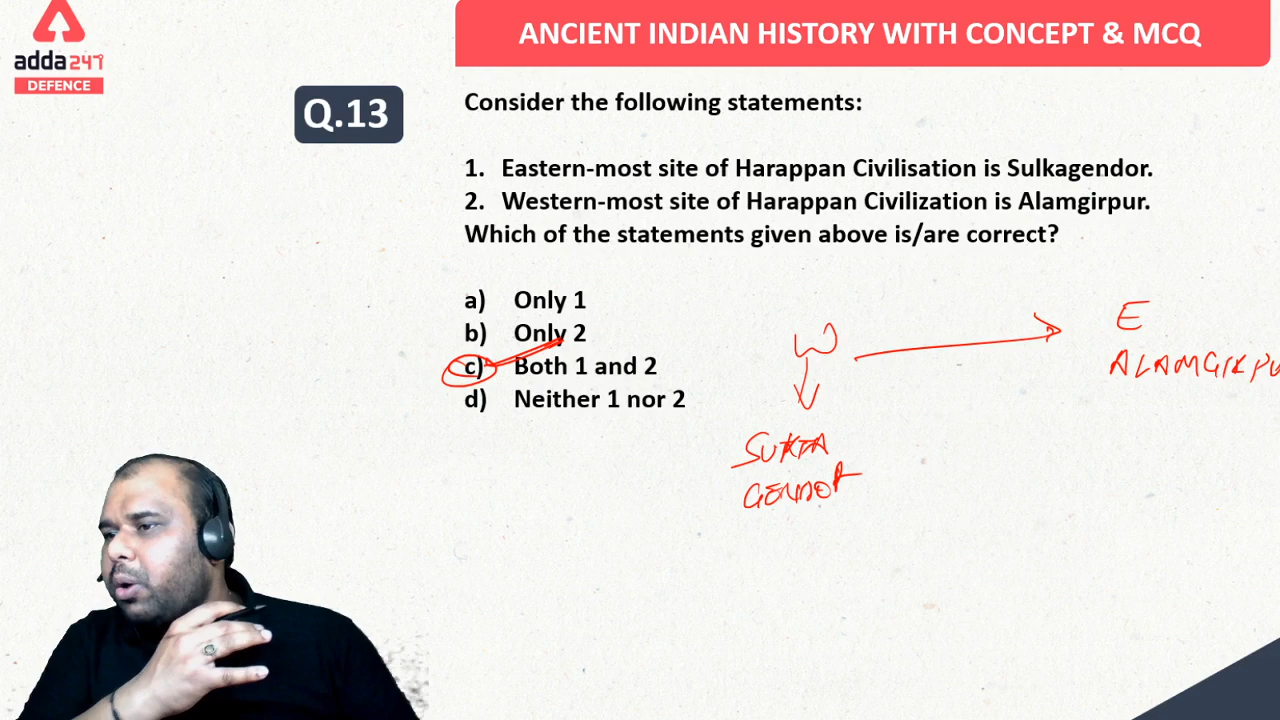 ANCIENT INDIAN HISTORY WITH CONCEPT & MCQ
adda247
DEFENCE
Q.13
Consider the following statements:
1. Eastern-most site of Harappan Civilisation is Sulkagendor.
2. Western-most site of Harappan Civilization is Alamgirpur.
Which of the statements given above is/are correct?
a) Only 1
b) Only 2
c) Both 1 and 2
d) Neither 1 nor 2
W
E
ALAMGIRPU
SUKTA
GENDOR